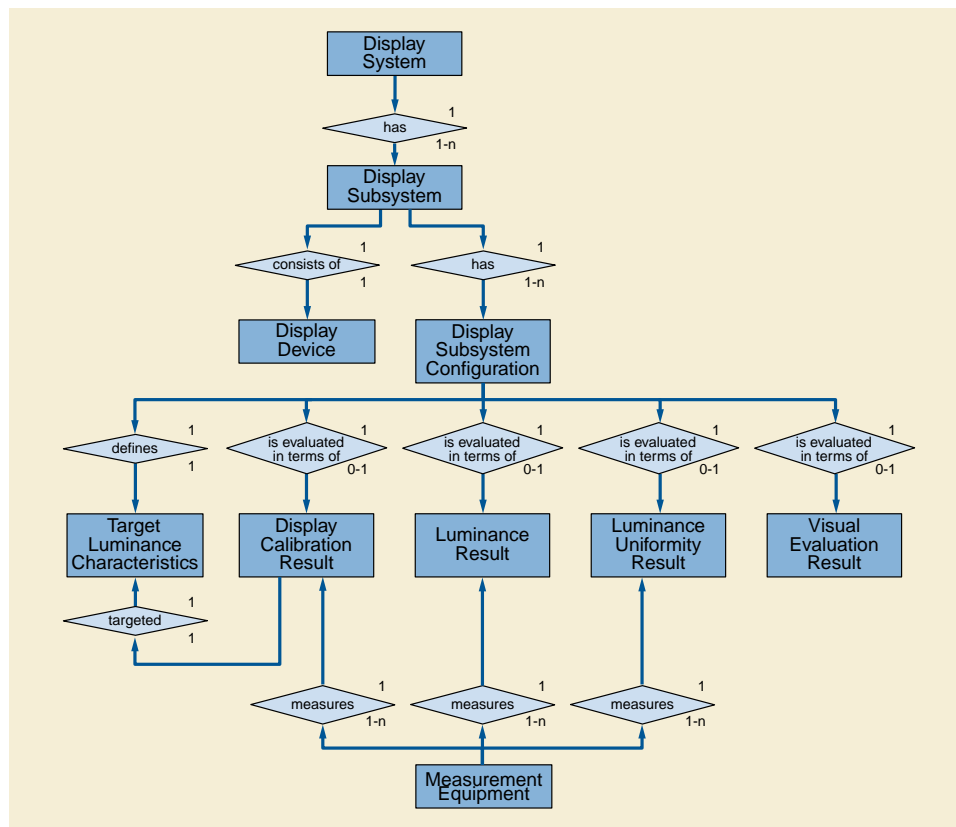 Display
System
1
has
1-n
Display
Subsystem
1
1
consists of
has
1
1-n
Display
Device
Display
Subsystem
Configuration
1
1
1
1
1
defines
is evaluated
in terms of
is evaluated
in terms of
is evaluated
in terms of
is evaluated
in terms of
1
0-1
0-1
0-1
0-1
Target
Luminance
Characteristics
Display
Calibration
Result
Luminance
Result
Luminance
Uniformity
Result
Visual
Evaluation
Result
1
targeted
1
1
1
1
measures
measures
measures
1-n
1-n
1-n
Measurement
Equipment